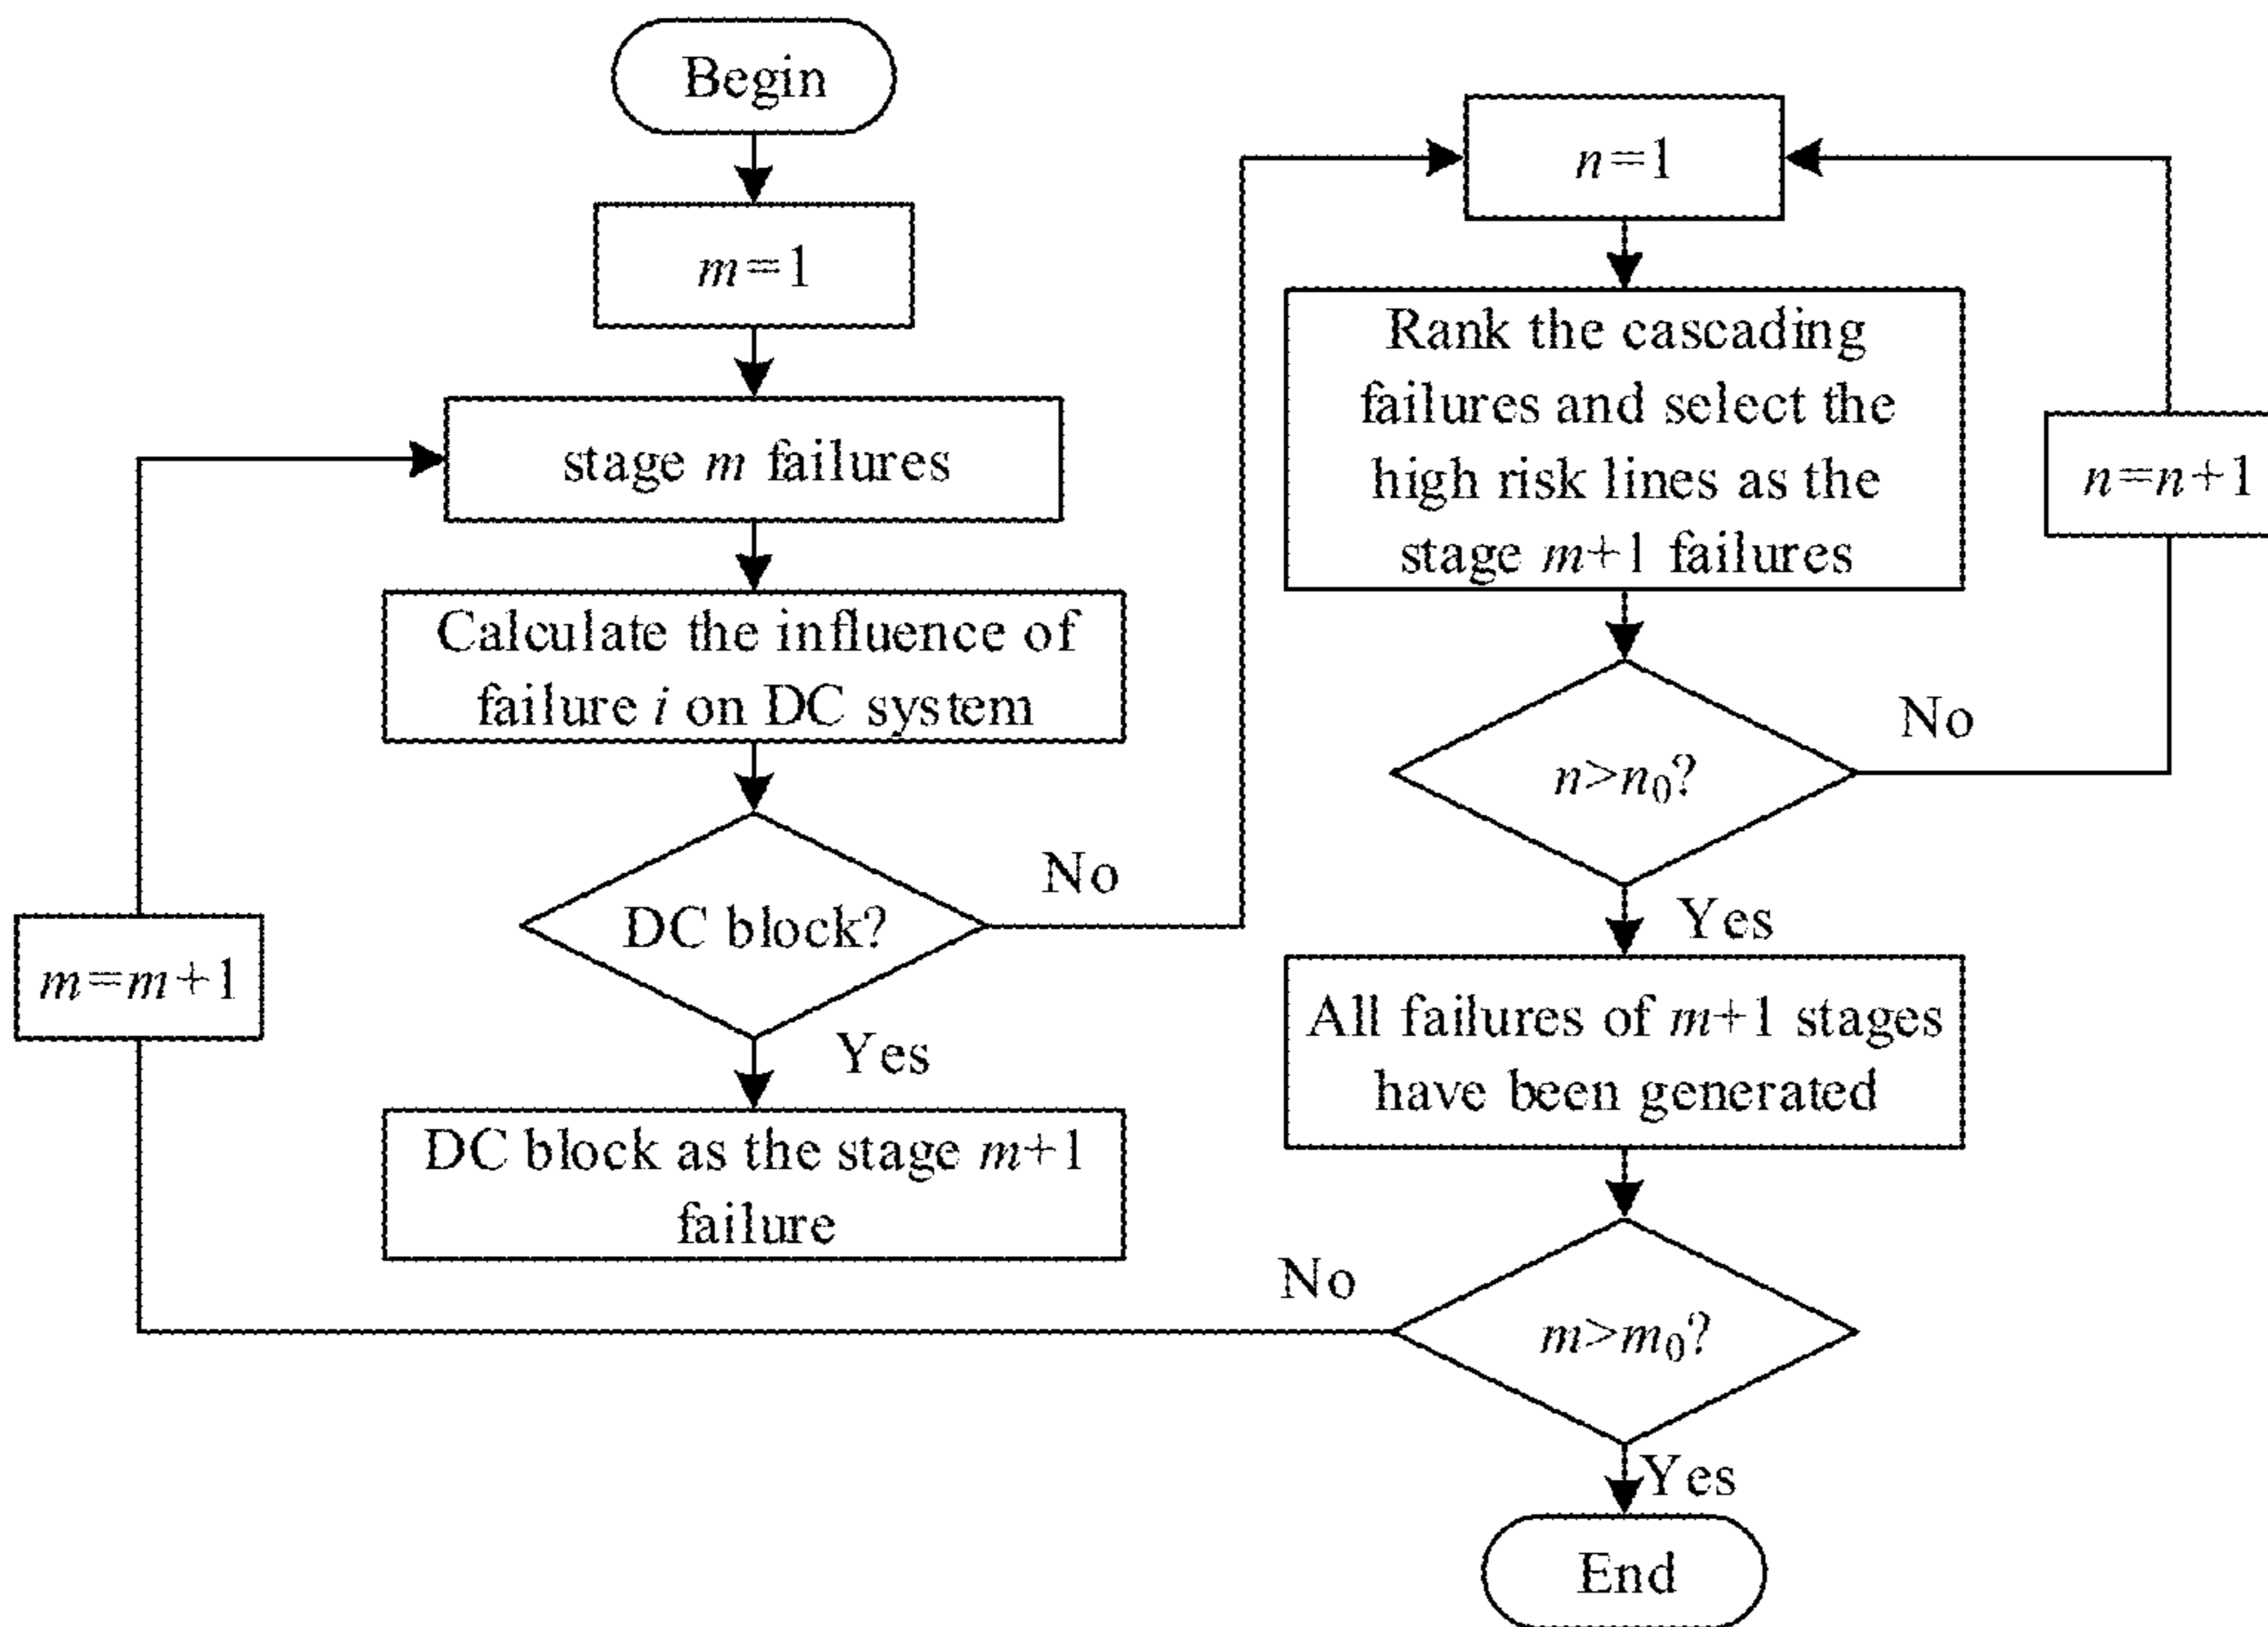 Begin
m=1
stage m failures
Calculate the influence of
failure i on DC system
DC block?
No
Yes
DC block as the stage m+1
failure
m=m+1
n=1
Rank the cascading
failures and select the
high risk lines as the
stage m+1 failures
n=n+1
n>n₀?
No
Yes
All failures of m+1 stages
have been generated
m>m₀?
No
Yes
End